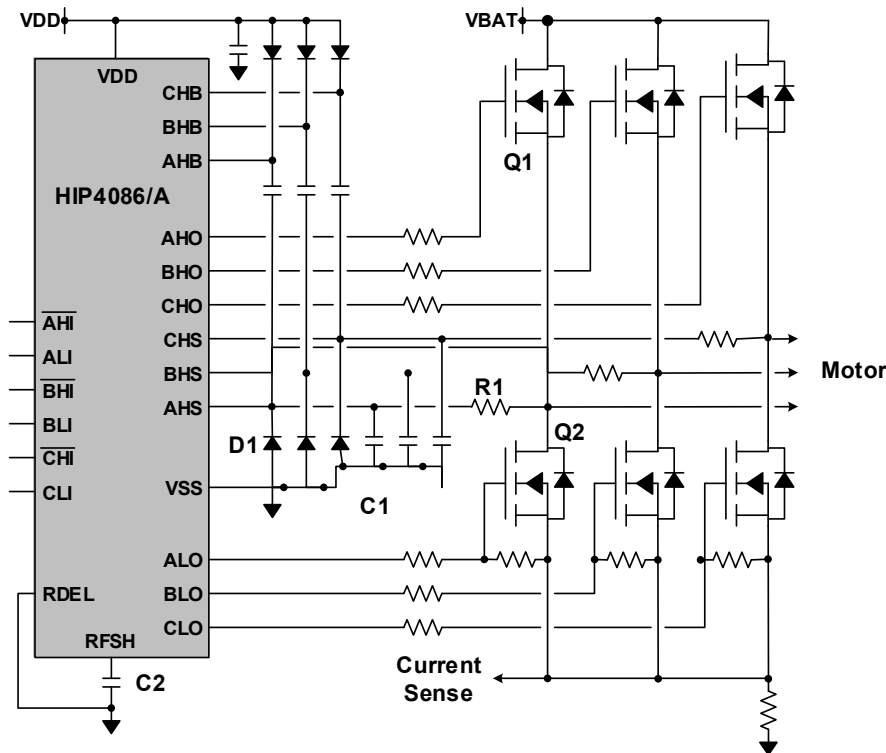 VDD
VBAT
VDD
CHB
BHB
AHB
Q1
HIP4086/A
AHO
BHO
CHO
AHI
CHS
ALI
BHS
Motor
BHI
R1
AHS
BLI
Q2
D1
CHI
CLI
VSS
C1
ALO
RDEL
BLO
CLO
RFSH
Current
Sense
C2